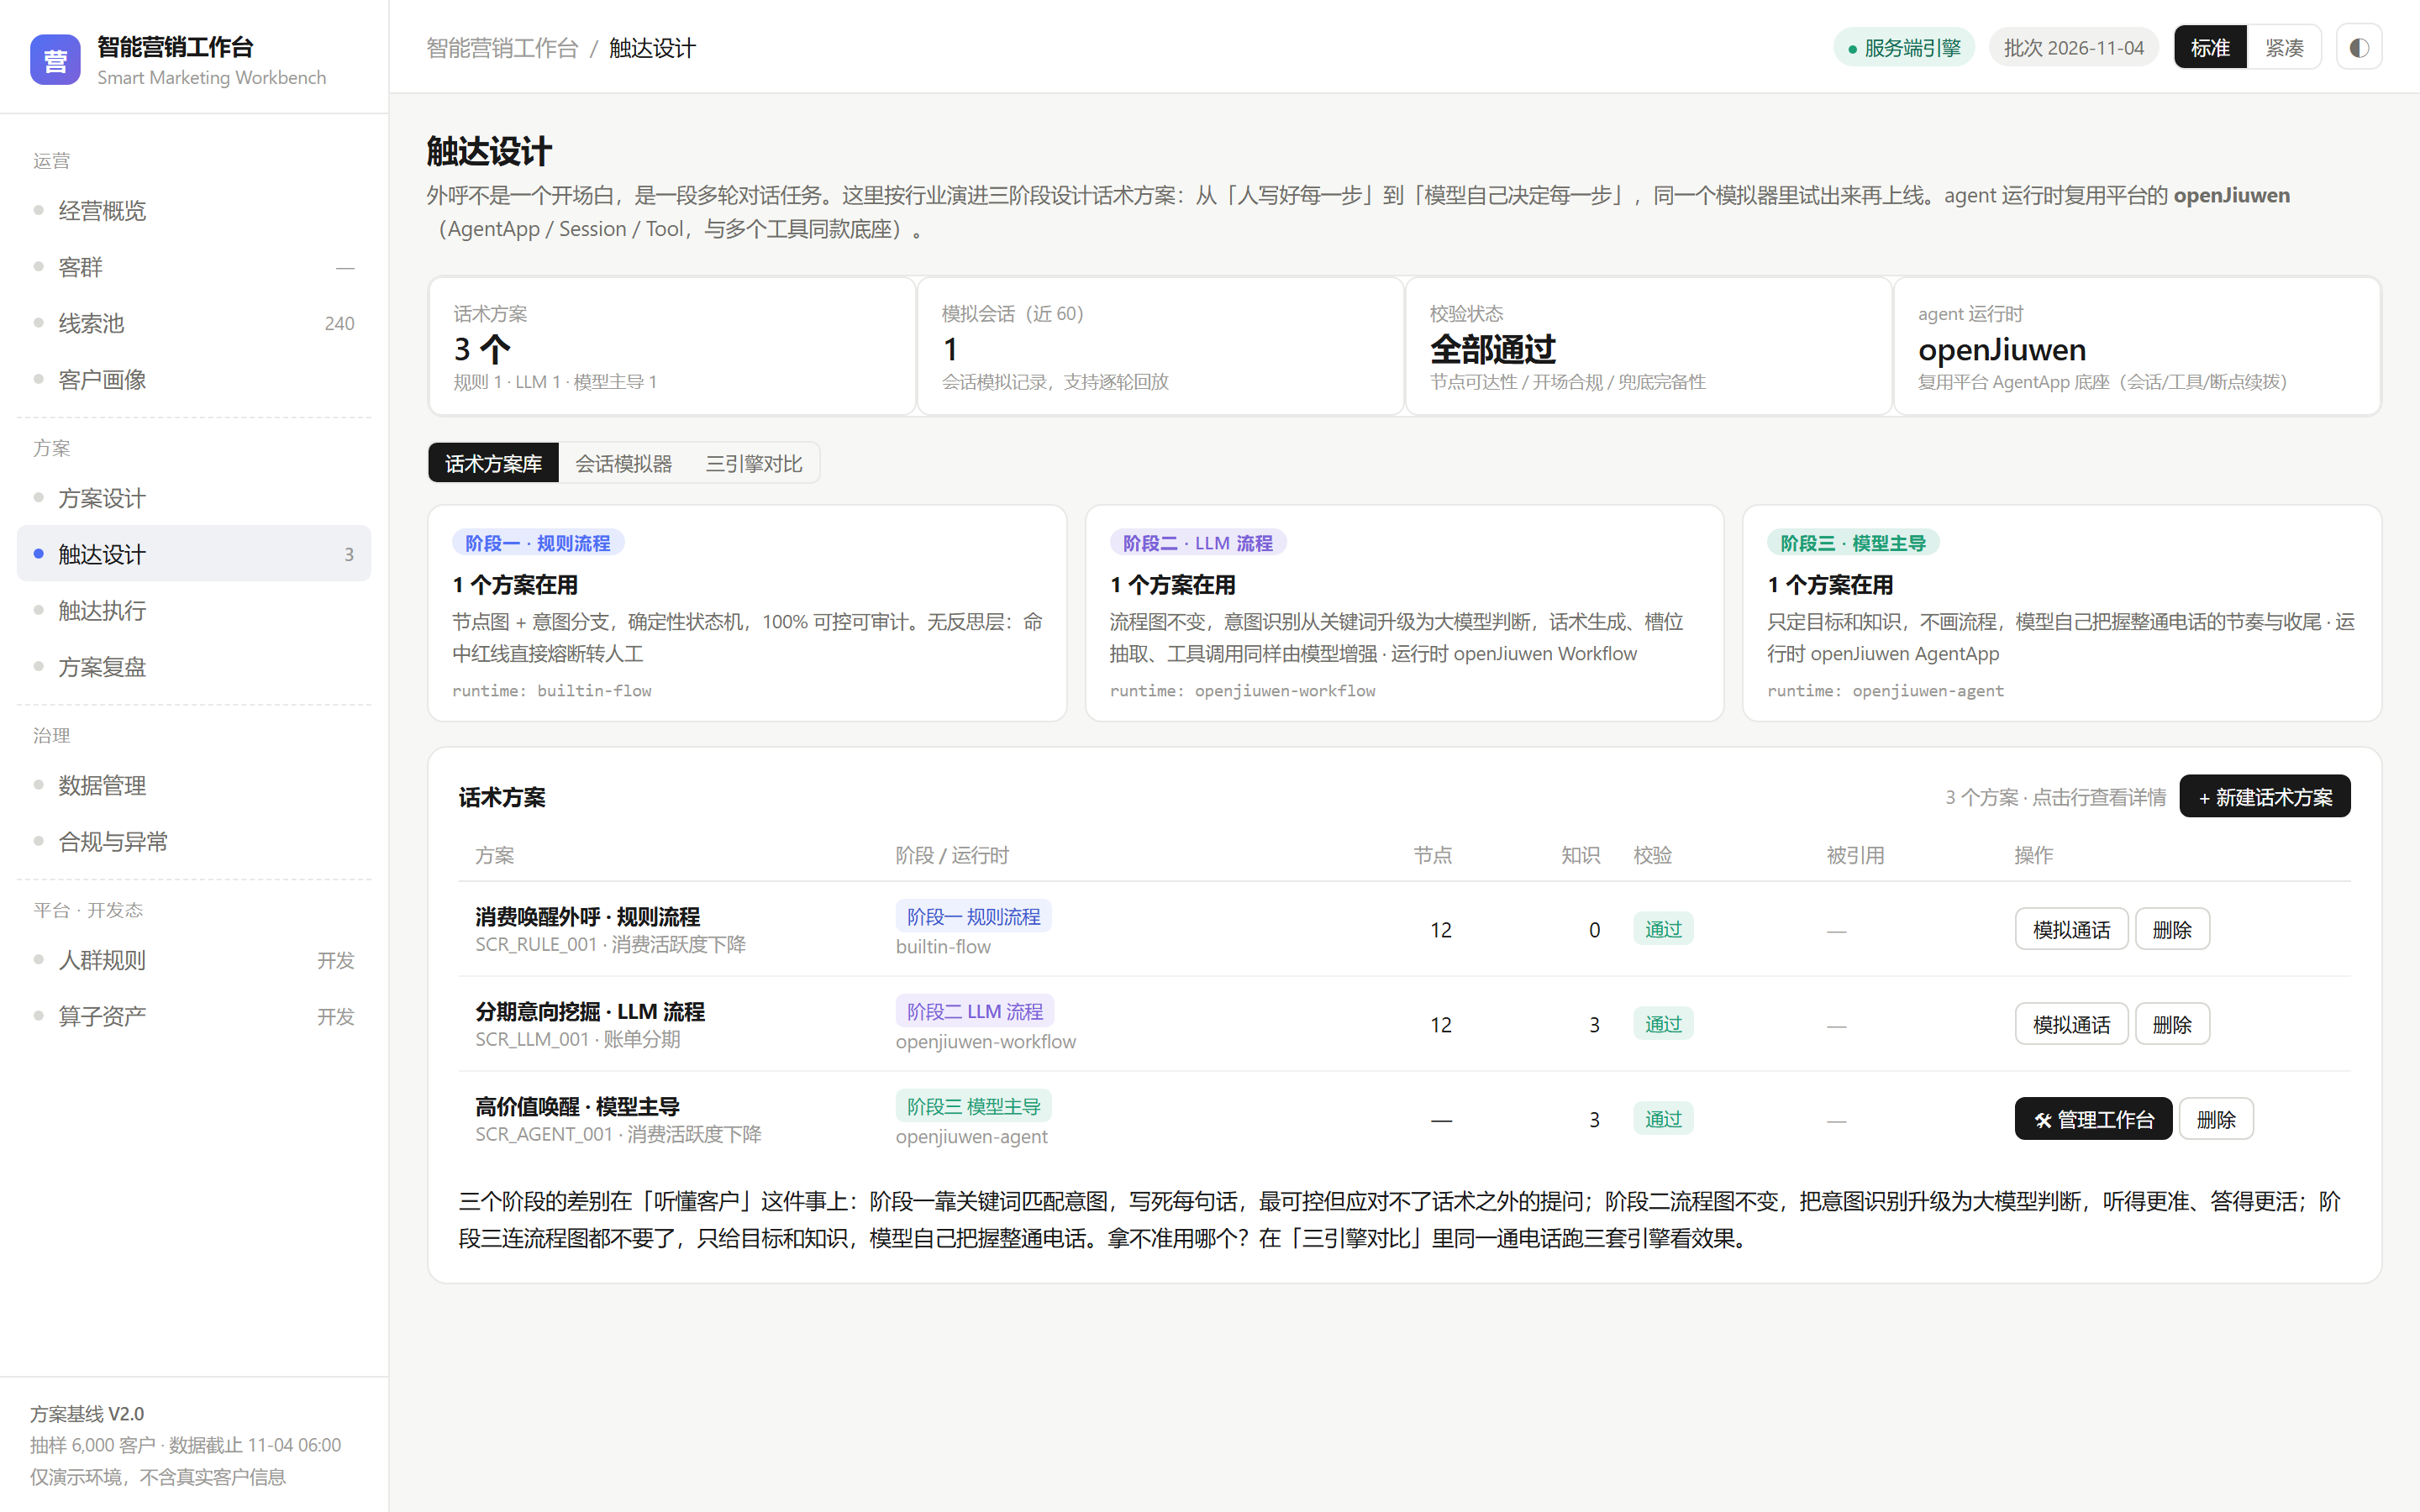 营
智能营销工作台
Smart Marketing Workbench
运营
经营概览
客群 —
线索池 240
客户画像
方案
方案设计
触达设计 3
触达执行
方案复盘
治理
数据管理
合规与异常
平台 · 开发态
人群规则 开发
算子资产 开发
方案基线 V2.0
抽样 6,000 客户 · 数据截止 11-04 06:00
仅演示环境，不含真实客户信息
智能营销工作台 / 触达设计
服务端引擎
批次 2026-11-04
标准 紧凑
触达设计
外呼不是一个开场白，是一段多轮对话任务。这里按行业演进三阶段设计话术方案：从「人写好每一步」到「模型自己决定每一步」，同一个模拟器里试出来再上线。agent 运行时复用平台的 openJiuwen
（AgentApp / Session / Tool，与多个工具同款底座）。
话术方案
3 个
规则 1 · LLM 1 · 模型主导 1
模拟会话（近 60）
1
会话模拟记录，支持逐轮回放
校验状态
全部通过
节点可达性 / 开场合规 / 兜底完备性
agent 运行时
openJiuwen
复用平台 AgentApp 底座（会话/工具/断点续拨）
话术方案库 会话模拟器 三引擎对比
阶段一 · 规则流程
1 个方案在用
节点图 + 意图分支，确定性状态机，100% 可控可审计。无反思层：命
中红线直接熔断转人工
runtime: builtin-flow
阶段二 · LLM 流程
1 个方案在用
流程图不变，意图识别从关键词升级为大模型判断，话术生成、槽位
抽取、工具调用同样由模型增强 · 运行时 openJiuwen Workflow
runtime: openjiuwen-workflow
阶段三 · 模型主导
1 个方案在用
只定目标和知识，不画流程，模型自己把握整通电话的节奏与收尾 · 运
行时 openJiuwen AgentApp
runtime: openjiuwen-agent
话术方案
3 个方案 · 点击行查看详情
+ 新建话术方案
方案 阶段 / 运行时 节点 知识 校验 被引用 操作
消费唤醒外呼 · 规则流程
SCR_RULE_001 · 消费活跃度下降
阶段一 规则流程
builtin-flow
12 0 通过 — 模拟通话 删除
分期意向挖掘 · LLM 流程
SCR_LLM_001 · 账单分期
阶段二 LLM 流程
openjiuwen-workflow
12 3 通过 — 模拟通话 删除
高价值唤醒 · 模型主导
SCR_AGENT_001 · 消费活跃度下降
阶段三 模型主导
openjiuwen-agent
— 3 通过 — 🛠 管理工作台 删除
三个阶段的差别在「听懂客户」这件事上：阶段一靠关键词匹配意图，写死每句话，最可控但应对不了话术之外的提问；阶段二流程图不变，把意图识别升级为大模型判断，听得更准、答得更活；阶
段三连流程图都不要了，只给目标和知识，模型自己把握整通电话。拿不准用哪个？在「三引擎对比」里同一通电话跑三套引擎看效果。